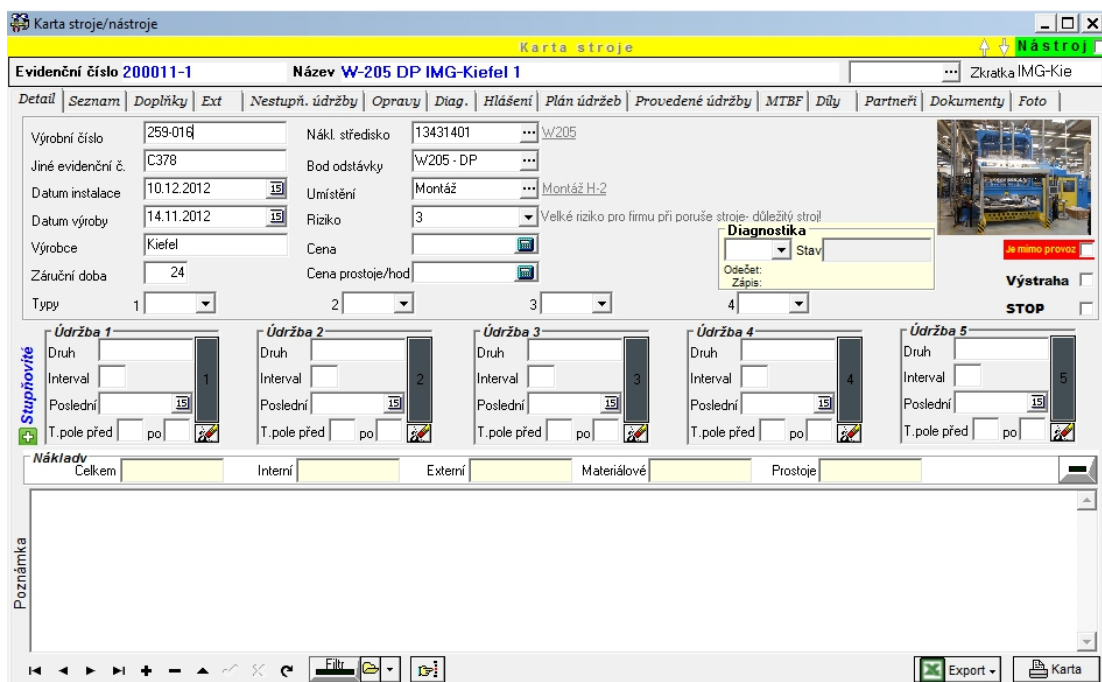 Karta stroje/nástroje
Karta stroje Nástroj
Evidenční číslo 200011-1 Název W-205 DP IMG-Kiefel 1 ... Zkratka IMG-Kie
Detail Seznam Doplňky Ext Nestupň. údržby Opravy Diag. Hlášení Plán údržeb Provedené údržby MTBF Díly Partneři Dokumenty Foto
Výrobní číslo 259-016 Nákl. středisko 13431401 ... W205
Jiné evidenční č. C378 Bod odstávky W205 - DP ...
Datum instalace 10.12.2012 15 Umístění Montáž ... Montáž H-2
Datum výroby 14.11.2012 15 Riziko 3 Velké riziko pro firmu při poruše stroje- důležitý stroj!
Výrobce Kiefel Cena
Diagnostika
Stav
Odečet:
Zápis:
Je mimo provoz
Záruční doba 24 Cena prostoje/hod
Výstraha
Typy 1 2 3 4
STOP
Stupňovité
Údržba 1 Údržba 2 Údržba 3 Údržba 4 Údržba 5
Druh Druh Druh Druh Druh
Interval 1 Interval 2 Interval 3 Interval 4 Interval 5
Poslední 15 Poslední 15 Poslední 15 Poslední 15 Poslední 15
T.pole před po T.pole před po T.pole před po T.pole před po T.pole před po
Náklady
Celkem Interní Externí Materiálové Prostoje
Poznámka
Filtr Export Karta